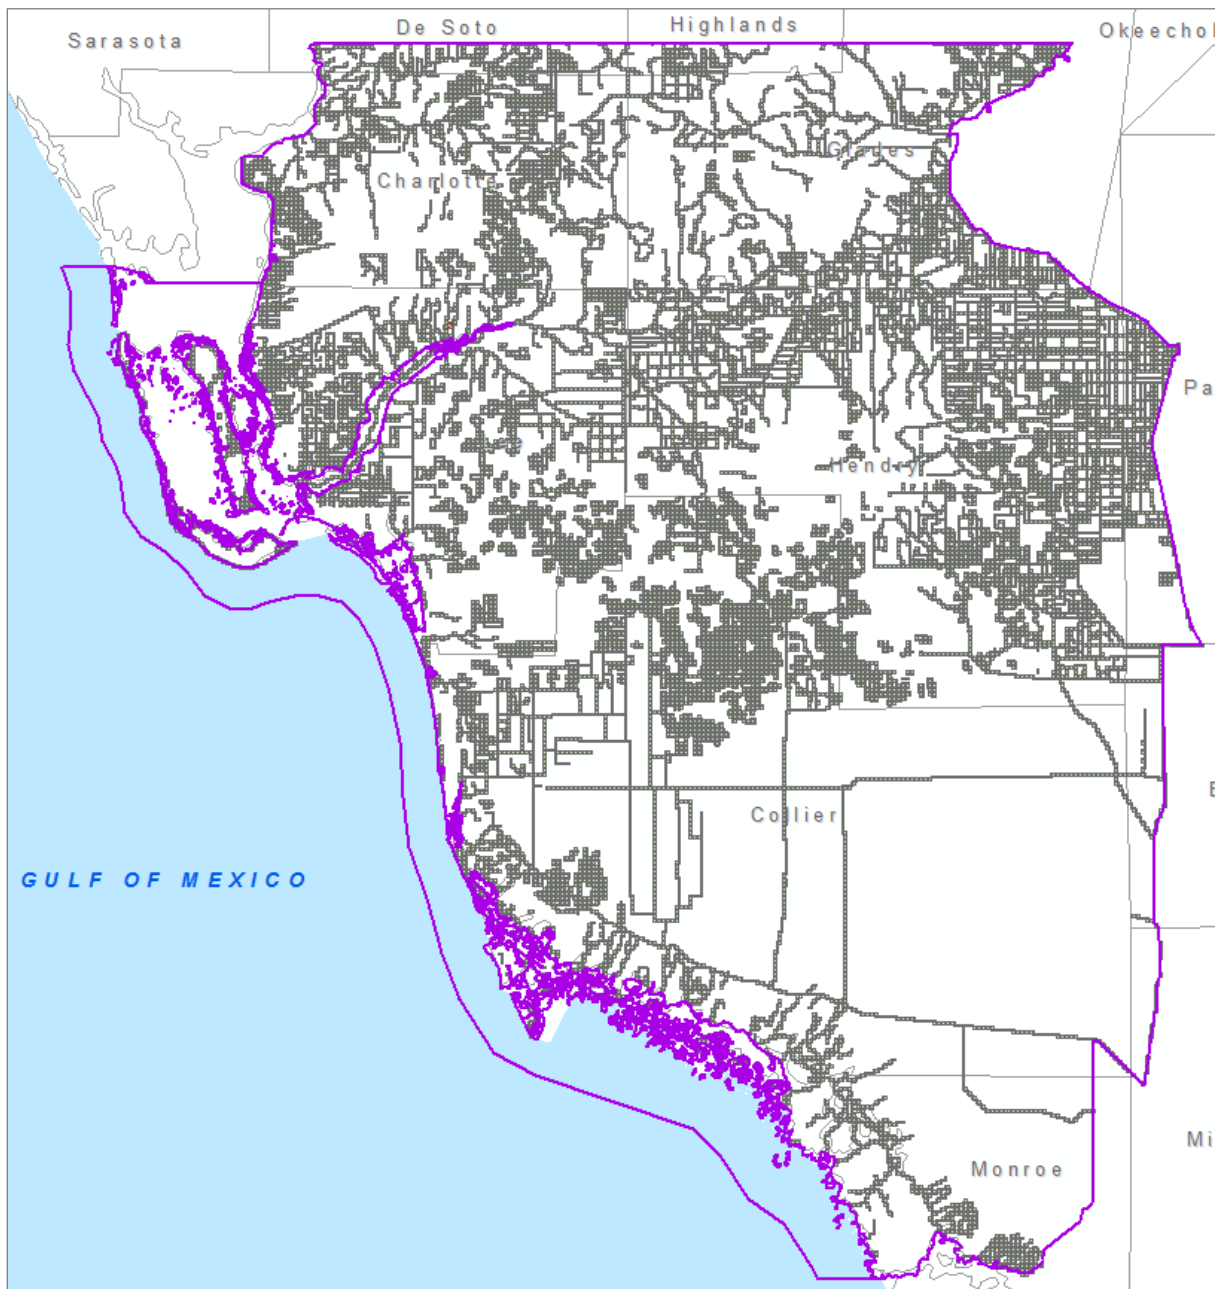 De Soto
Highlands
Okeechol
Sarasota
Glades
Charlotte
Pa
Hendry
Collier
GULF OF MEXICO
Mi
Monroe